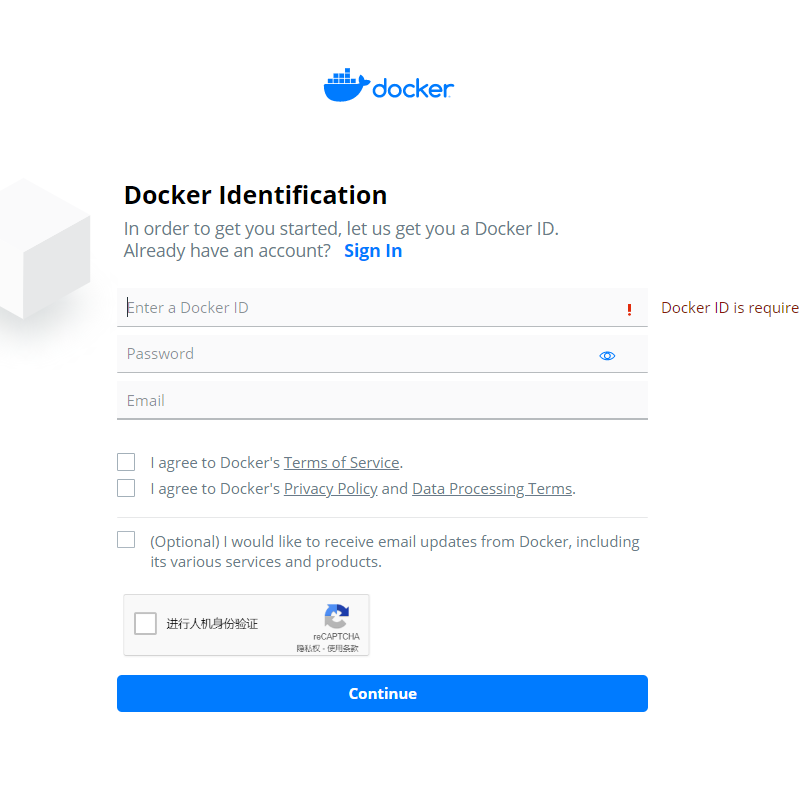 docker
Docker Identification
In order to get you started, let us get you a Docker ID.
Already have an account? Sign In
Enter a Docker ID ! Docker ID is require
Password
Email
I agree to Docker's Terms of Service.
I agree to Docker's Privacy Policy and Data Processing Terms.
(Optional) I would like to receive email updates from Docker, including
its various services and products.
进行人机身份验证
reCAPTCHA
隐私权 - 使用条款
Continue